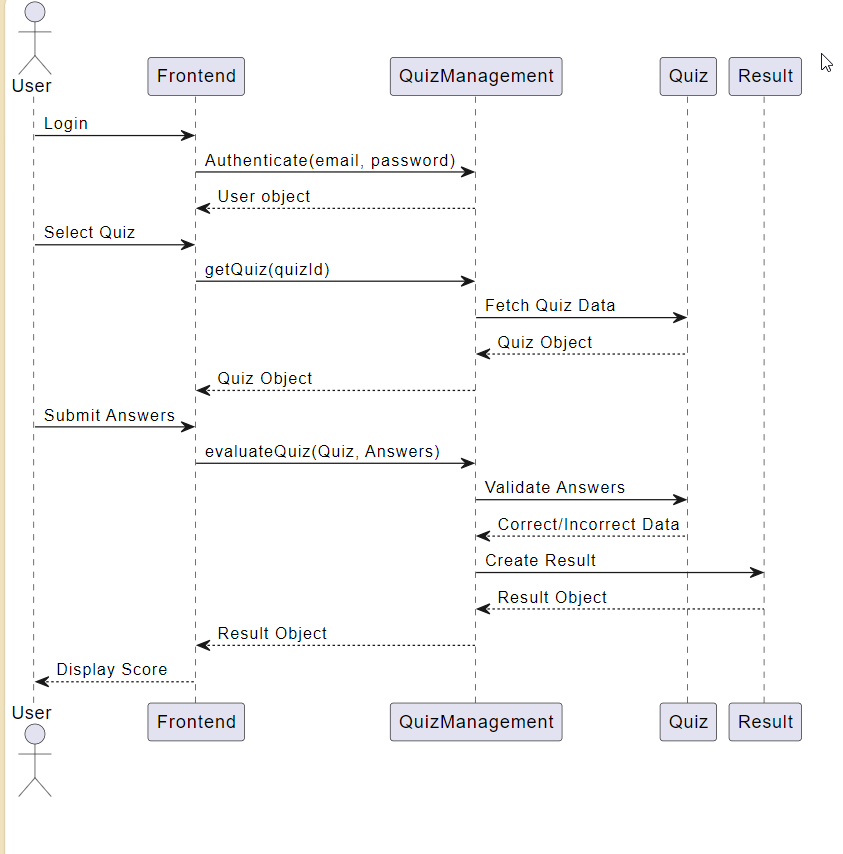 User
Frontend
QuizManagement
Quiz
Result
Login
Authenticate(email, password)
User object
Select Quiz
getQuiz(quizId)
Fetch Quiz Data
Quiz Object
Quiz Object
Submit Answers
evaluateQuiz(Quiz, Answers)
Validate Answers
Correct/Incorrect Data
Create Result
Result Object
Result Object
Display Score
User
Frontend
QuizManagement
Quiz
Result